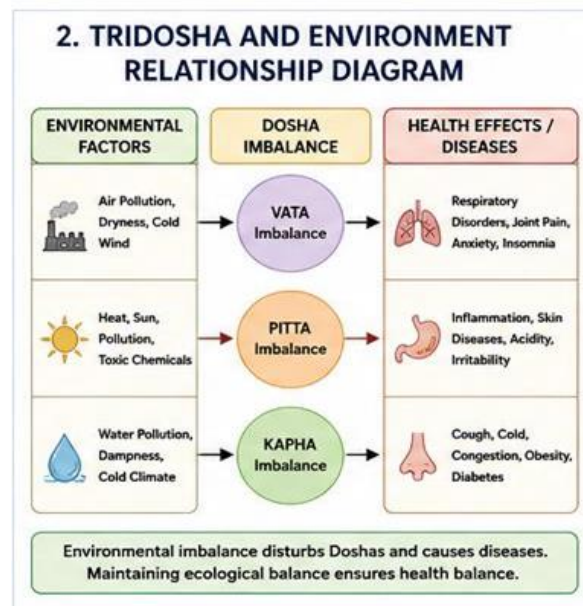 2. TRIDOSHA AND ENVIRONMENT
RELATIONSHIP DIAGRAM
ENVIRONMENTAL
FACTORS
DOSHA
IMBALANCE
HEALTH EFFECTS /
DISEASES
Air Pollution,
Dryness, Cold
Wind
VATA
Imbalance
Respiratory
Disorders, Joint Pain,
Anxiety, Insomnia
Heat, Sun,
Pollution,
Toxic Chemicals
PITTA
Imbalance
Inflammation, Skin
Diseases, Acidity,
Irritability
Water Pollution,
Dampness,
Cold Climate
KAPHA
Imbalance
Cough, Cold,
Congestion, Obesity,
Diabetes
Environmental imbalance disturbs Doshas and causes diseases.
Maintaining ecological balance ensures health balance.